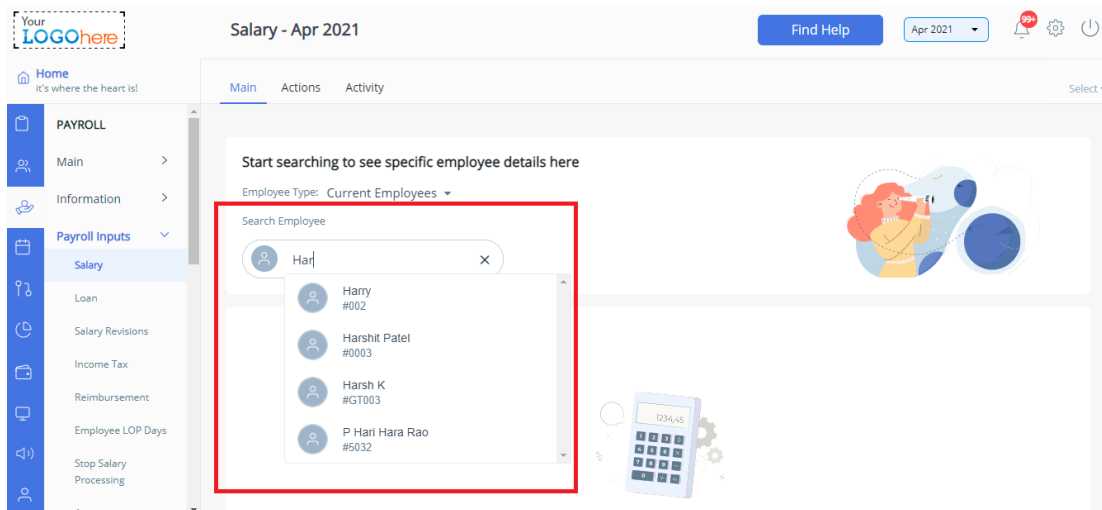 Your
LOGOhere
Salary - Apr 2021
Find Help
Apr 2021
99+
Home
it's where the heart is!
Main
Actions
Activity
Select
PAYROLL
Main
Information
Payroll Inputs
Salary
Loan
Salary Revisions
Income Tax
Reimbursement
Employee LOP Days
Stop Salary
Processing
Start searching to see specific employee details here
Employee Type: Current Employees
Search Employee
Har
Harry
#002
Harshit Patel
#0003
Harsh K
#GT003
P Hari Hara Rao
#5032
1234,45